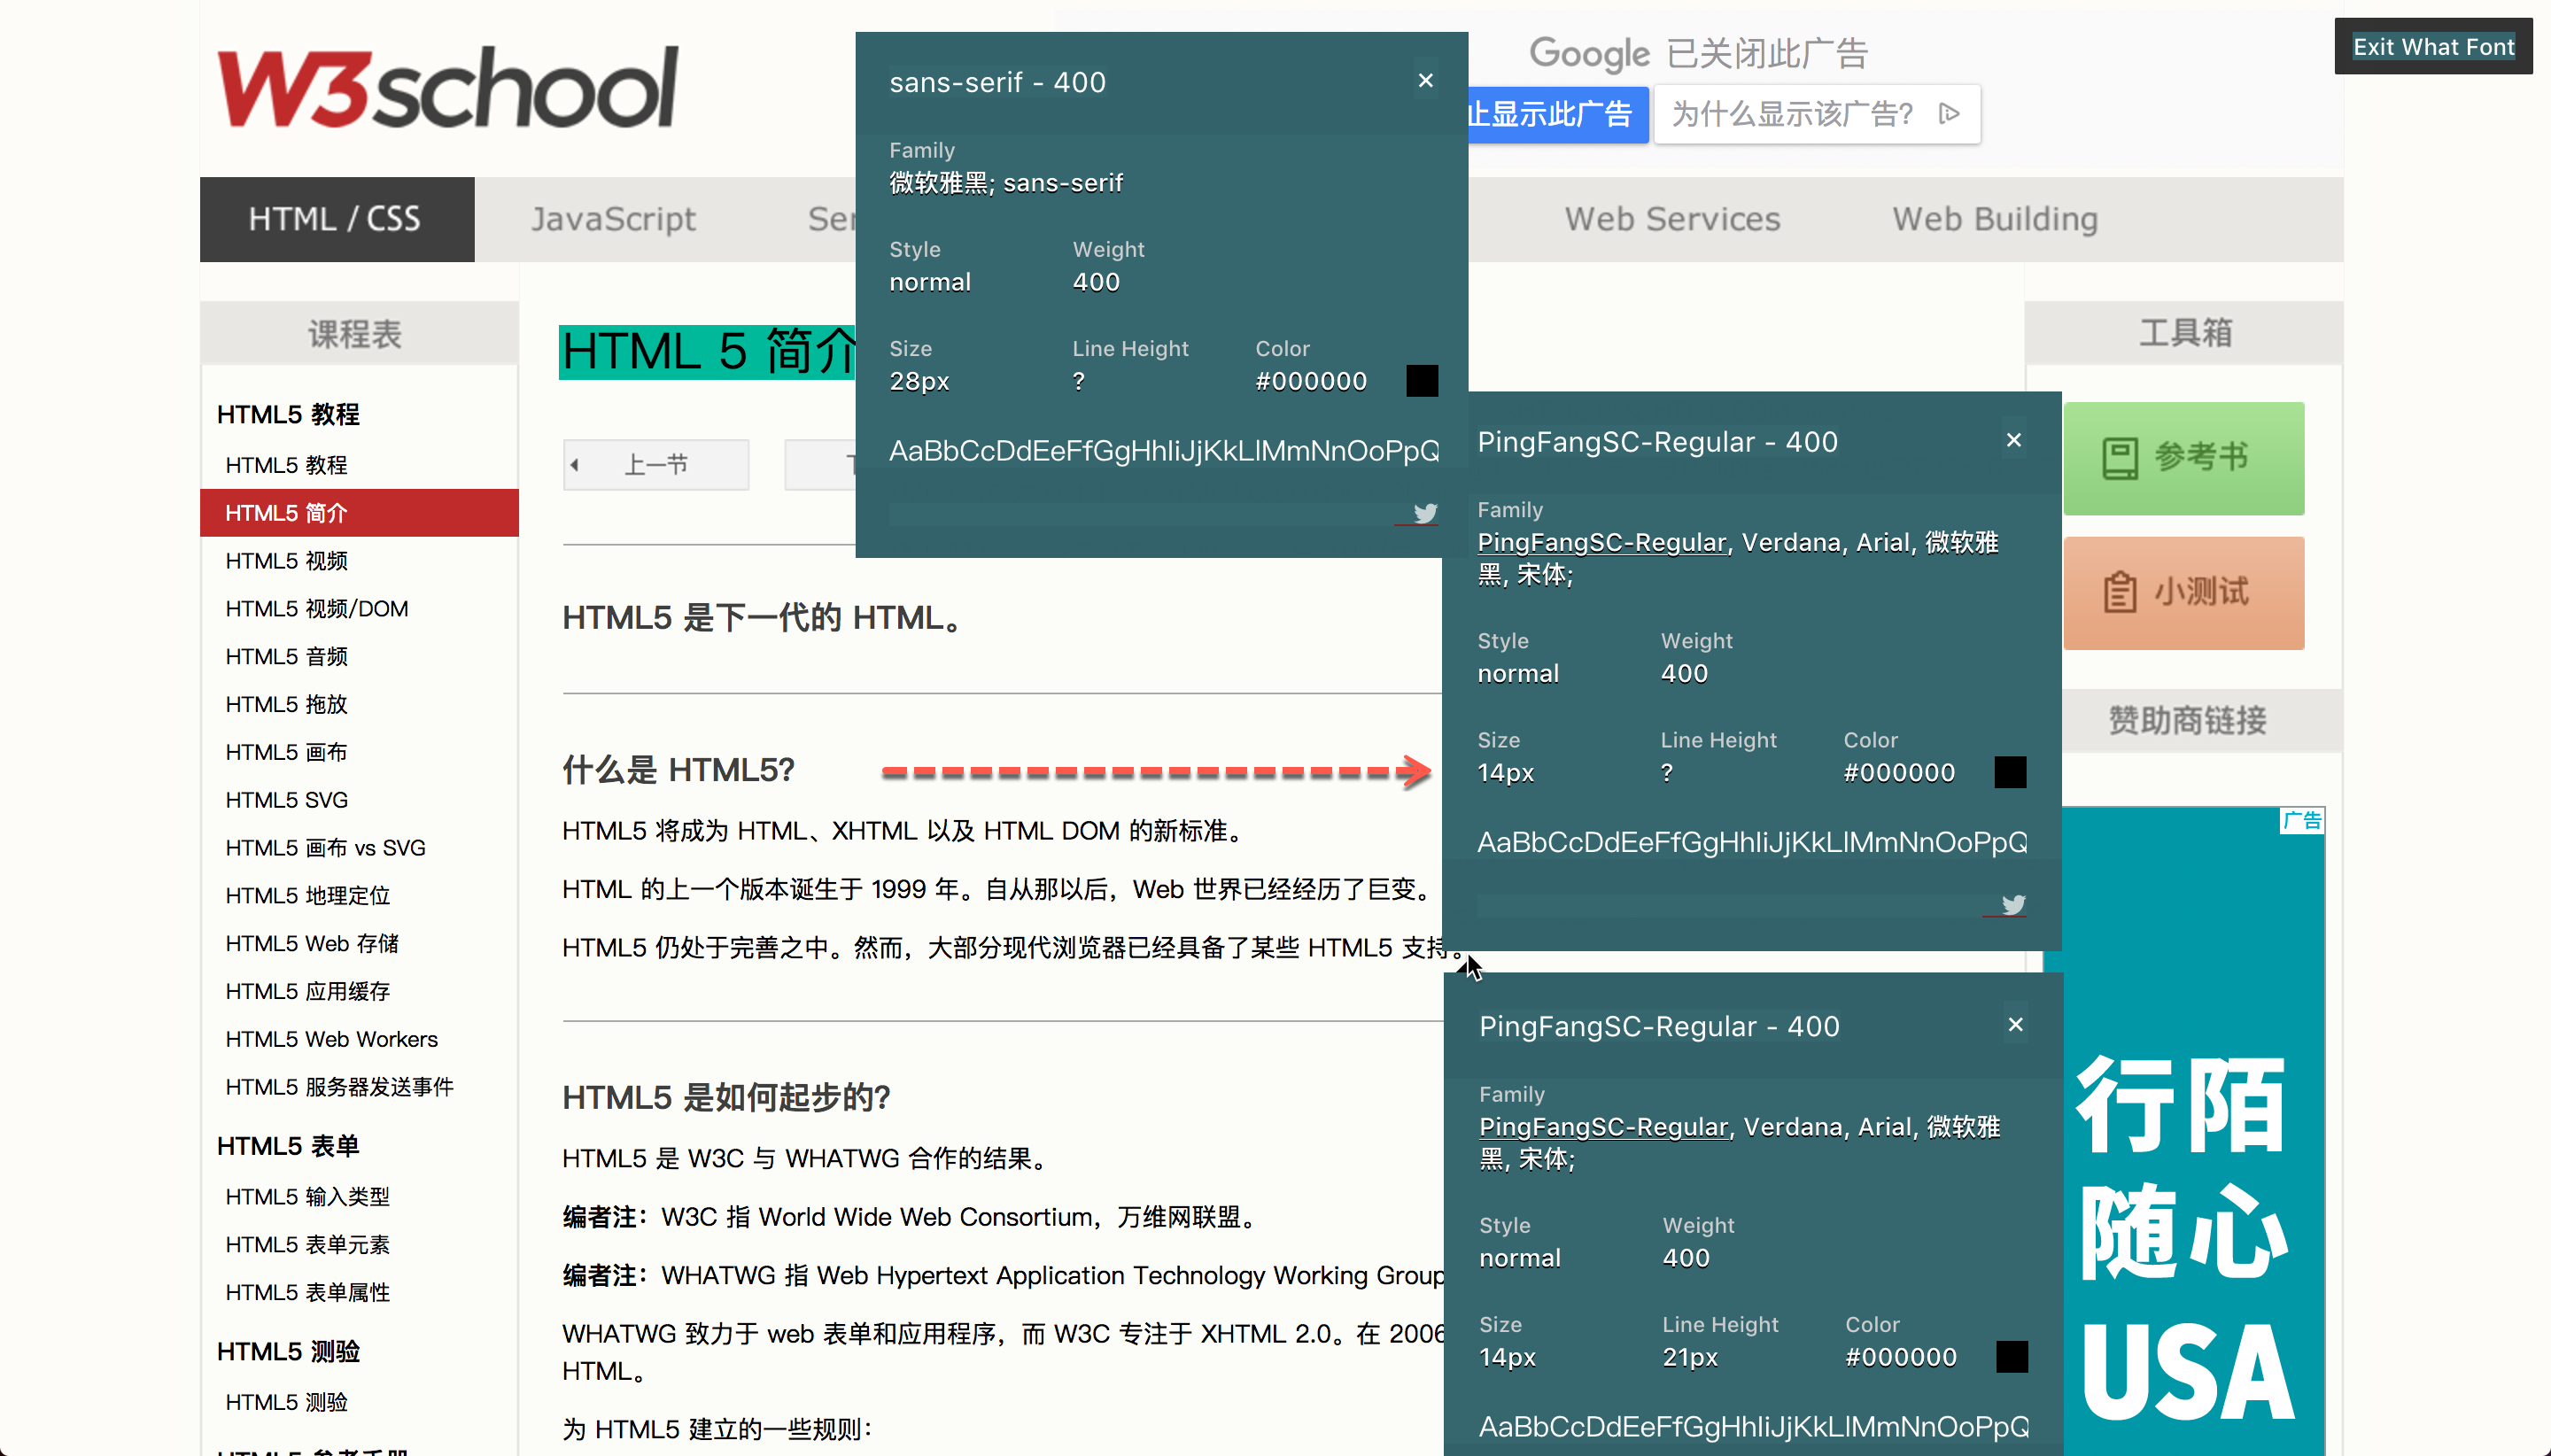 W3school
Google 已关闭此广告
止显示此广告
为什么显示该广告?
Exit What Font
HTML / CSS
JavaScript
Ser
Web Services
Web Building
课程表
HTML5 教程
HTML5 教程
HTML5 简介
HTML5 视频
HTML5 视频/DOM
HTML5 音频
HTML5 拖放
HTML5 画布
HTML5 SVG
HTML5 画布 vs SVG
HTML5 地理定位
HTML5 Web 存储
HTML5 应用缓存
HTML5 Web Workers
HTML5 服务器发送事件
HTML5 表单
HTML5 输入类型
HTML5 表单元素
HTML5 表单属性
HTML5 测验
HTML5 测验
HTML 5 简介
上一节
HTML5 是下一代的 HTML。
什么是 HTML5?
HTML5 将成为 HTML、XHTML 以及 HTML DOM 的新标准。
HTML 的上一个版本诞生于 1999 年。自从那以后，Web 世界已经经历了巨变。
HTML5 仍处于完善之中。然而，大部分现代浏览器已经具备了某些 HTML5 支持。
HTML5 是如何起步的?
HTML5 是 W3C 与 WHATWG 合作的结果。
编者注：W3C 指 World Wide Web Consortium，万维网联盟。
编者注：WHATWG 指 Web Hypertext Application Technology Working Group
WHATWG 致力于 web 表单和应用程序，而 W3C 专注于 XHTML 2.0。在 2006
HTML。
为 HTML5 建立的一些规则：
sans-serif - 400
×
Family
微软雅黑; sans-serif
Style
Weight
normal
400
Size
Line Height
Color
28px
?
#000000
AaBbCcDdEeFfGgHhIiJjKkLlMmNnOoPpQ
PingFangSC-Regular - 400
×
Family
PingFangSC-Regular, Verdana, Arial, 微软雅
黑, 宋体;
Style
Weight
normal
400
Size
Line Height
Color
14px
?
#000000
AaBbCcDdEeFfGgHhIiJjKkLlMmNnOoPpQ
PingFangSC-Regular - 400
×
Family
PingFangSC-Regular, Verdana, Arial, 微软雅
黑, 宋体;
Style
Weight
normal
400
Size
Line Height
Color
14px
21px
#000000
AaBbCcDdEeFfGgHhIiJjKkLlMmNnOoPpQ
工具箱
参考书
小测试
赞助商链接
广告
行陌
随心
USA